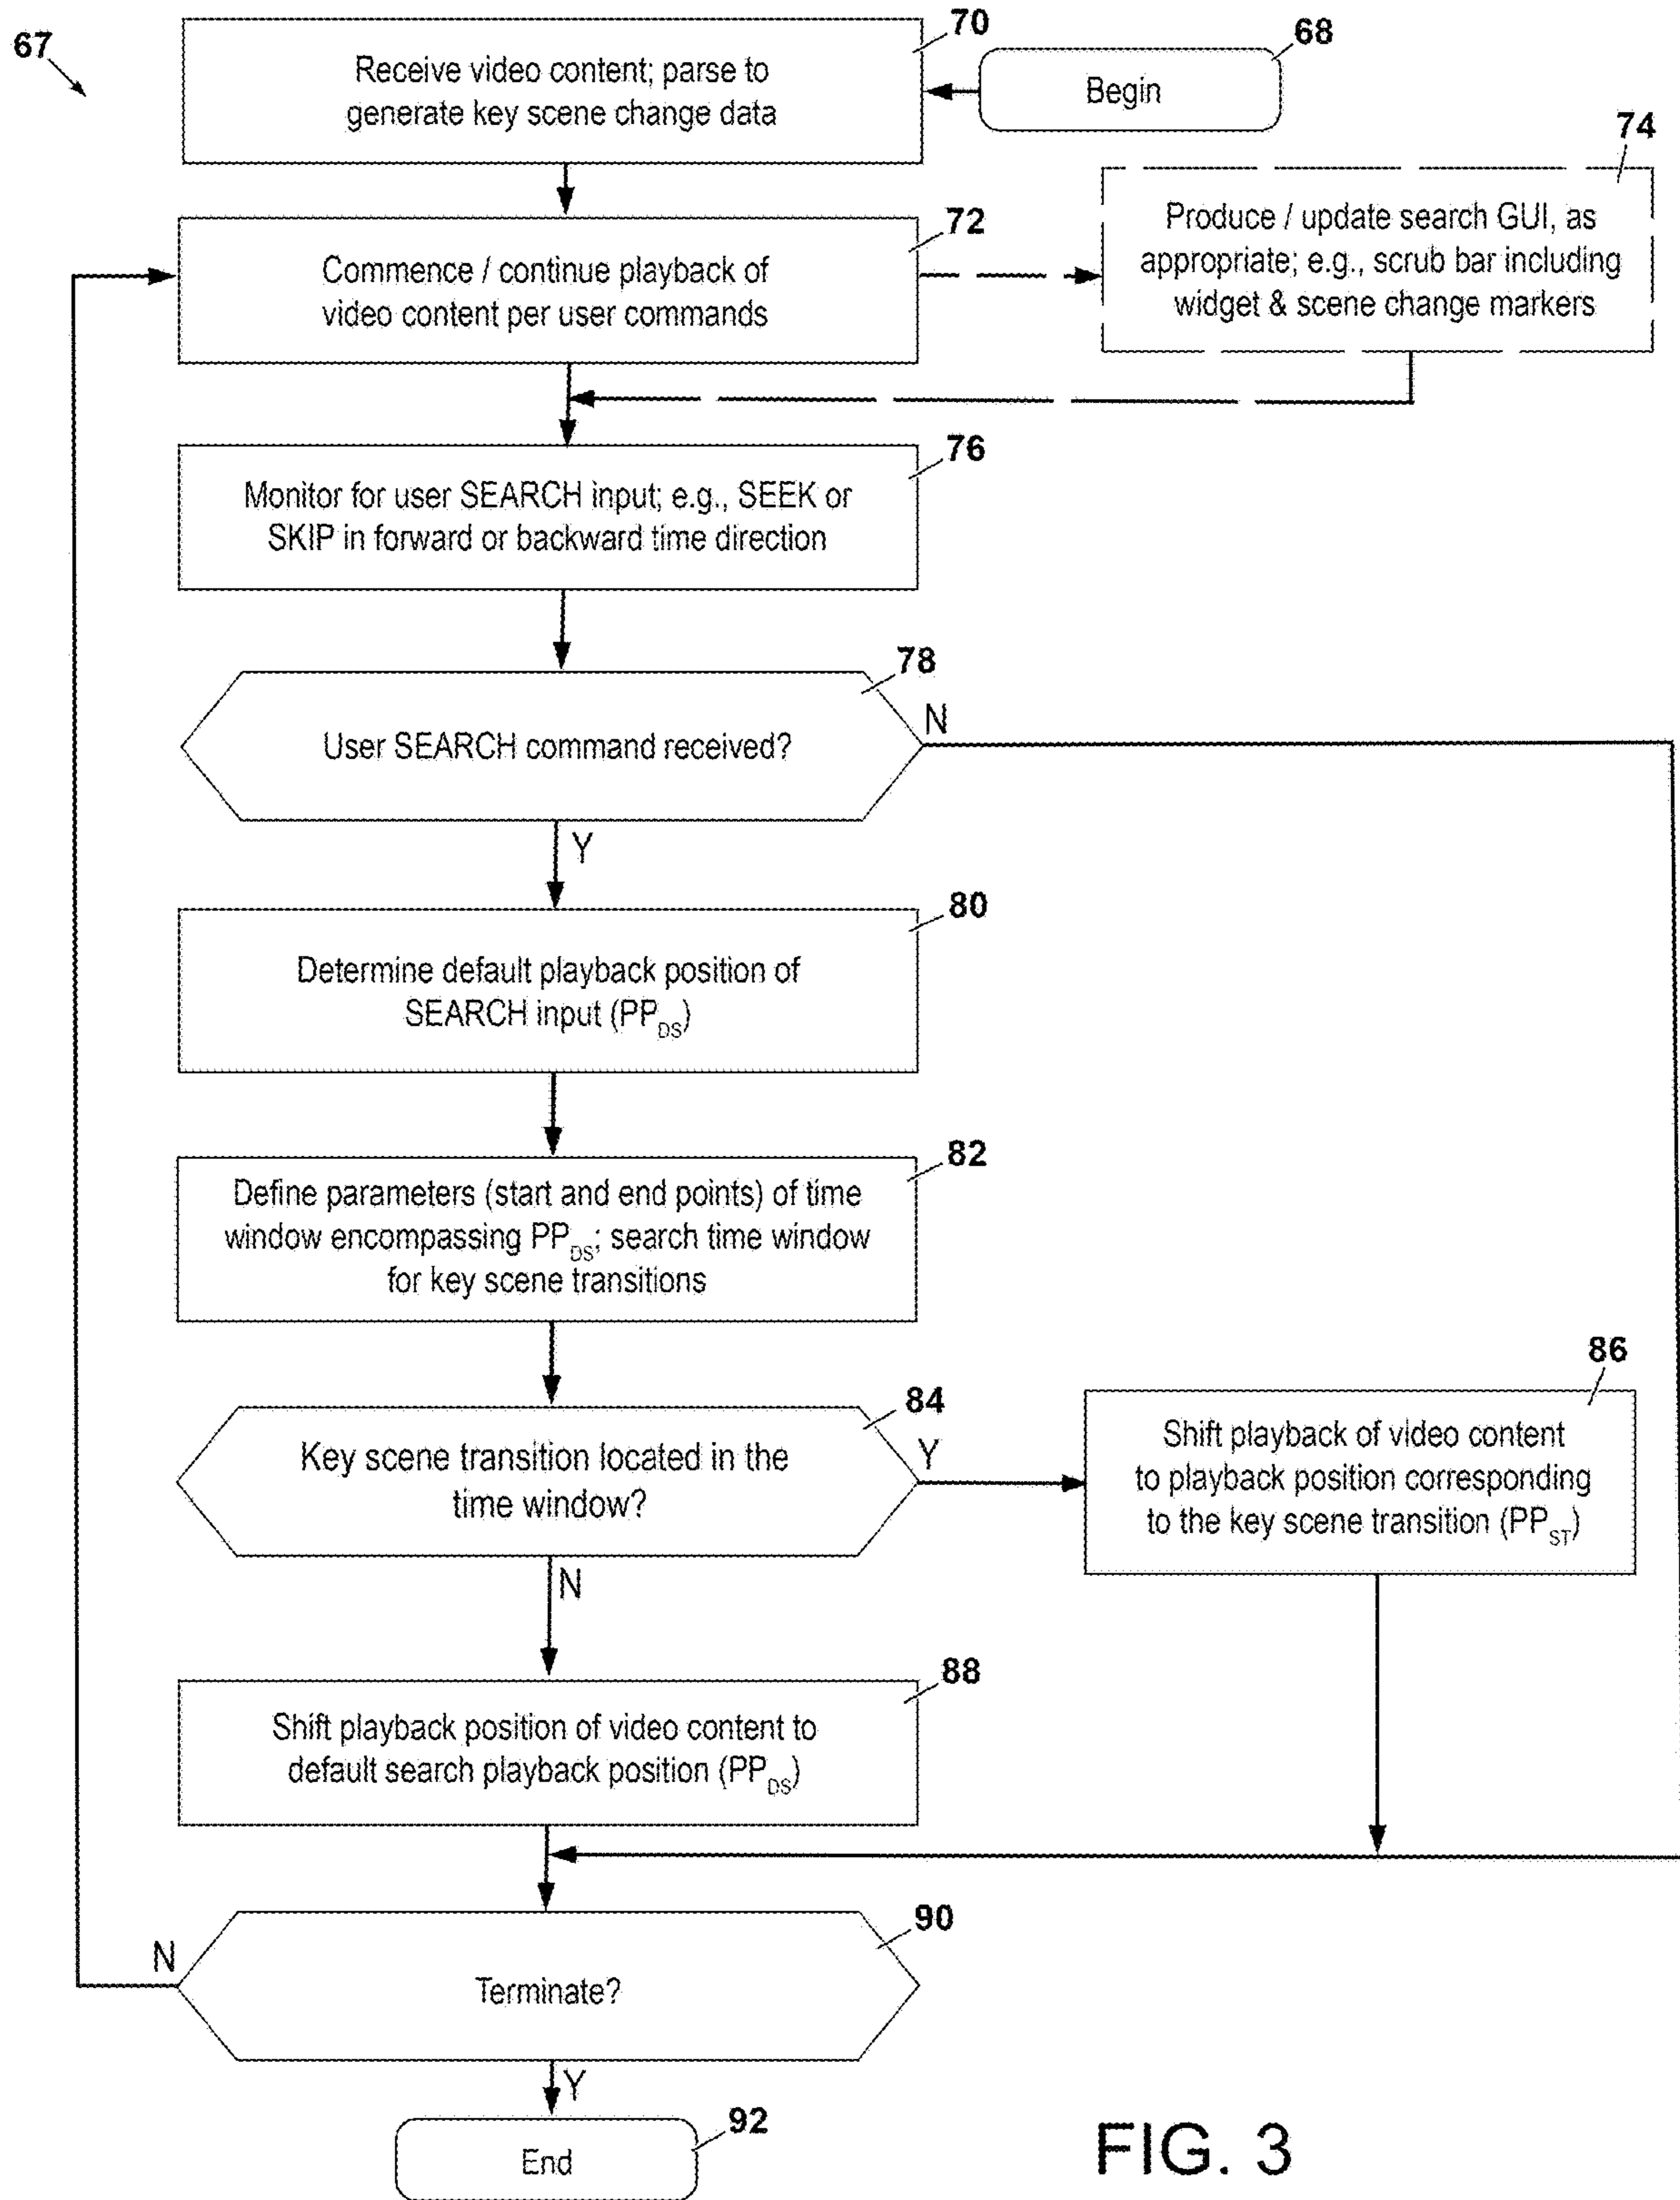 67
70
Receive video content; parse to
generate key scene change data
68
Begin
74
Produce / update search GUI, as
appropriate; e.g., scrub bar including
widget & scene change markers
72
Commence / continue playback of
video content per user commands
76
Monitor for user SEARCH input; e.g., SEEK or
SKIP in forward or backward time direction
78
User SEARCH command received?
N
Y
80
Determine default playback position of
SEARCH input (PPDS)
82
Define parameters (start and end points) of time
window encompassing PPDS; search time window
for key scene transitions
84
Key scene transition located in the
time window?
Y
N
86
Shift playback of video content
to playback position corresponding
to the key scene transition (PPST)
88
Shift playback position of video content to
default search playback position (PPDS)
90
Terminate?
N
Y
92
End
FIG. 3